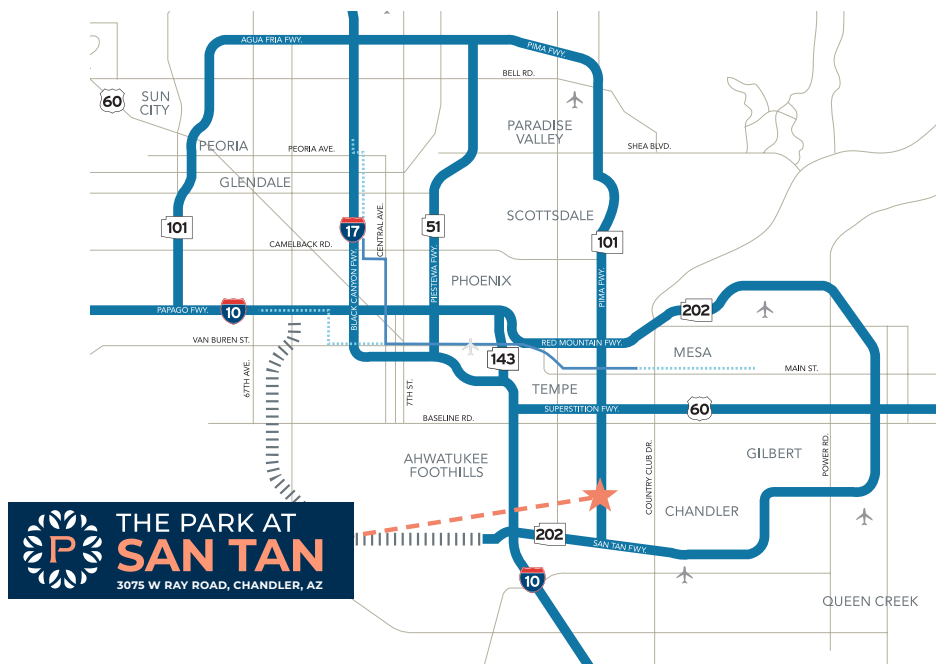 AGUA FRIA FWY.
PIMA FWY.
BELL RD.
60
SUN
CITY
PARADISE
VALLEY
PEORIA
PEORIA AVE.
SHEA BLVD.
GLENDALE
CENTRAL AVE.
SCOTTSDALE
101
17
51
101
CAMELBACK RD.
BLACK CANYON FWY.
PIESTEWA FWY.
PHOENIX
PIMA FWY.
PAPAGO FWY.
10
202
VAN BUREN ST.
RED MOUNTAIN FWY.
143
MESA
MAIN ST.
67TH AVE.
7TH ST.
TEMPE
SUPERSTITION FWY.
60
BASELINE RD.
AHWATUKEE
FOOTHILLS
COUNTRY CLUB DR.
GILBERT
POWER RD.
CHANDLER
THE PARK AT
P
SAN TAN
3075 W RAY ROAD, CHANDLER, AZ
202
SAN TAN FWY.
10
QUEEN CREEK